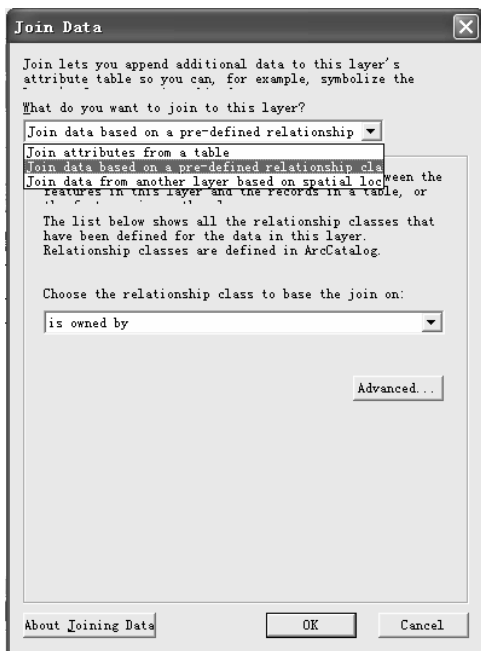 Join Data
Join lets you append additional data to this layer's
attribute table so you can, for example, symbolize the
What do you want to join to this layer?
Join data based on a pre-defined relationship
Join attributes from a table
Join data based on a pre-defined relationship cla
Join data from another layer based on spatial loc
ween the
features in this layer and the records in a table, or
The list below shows all the relationship classes that
have been defined for the data in this layer.
Relationship classes are defined in ArcCatalog.
Choose the relationship class to base the join on:
is owned by
Advanced...
About Joining Data
OK
Cancel